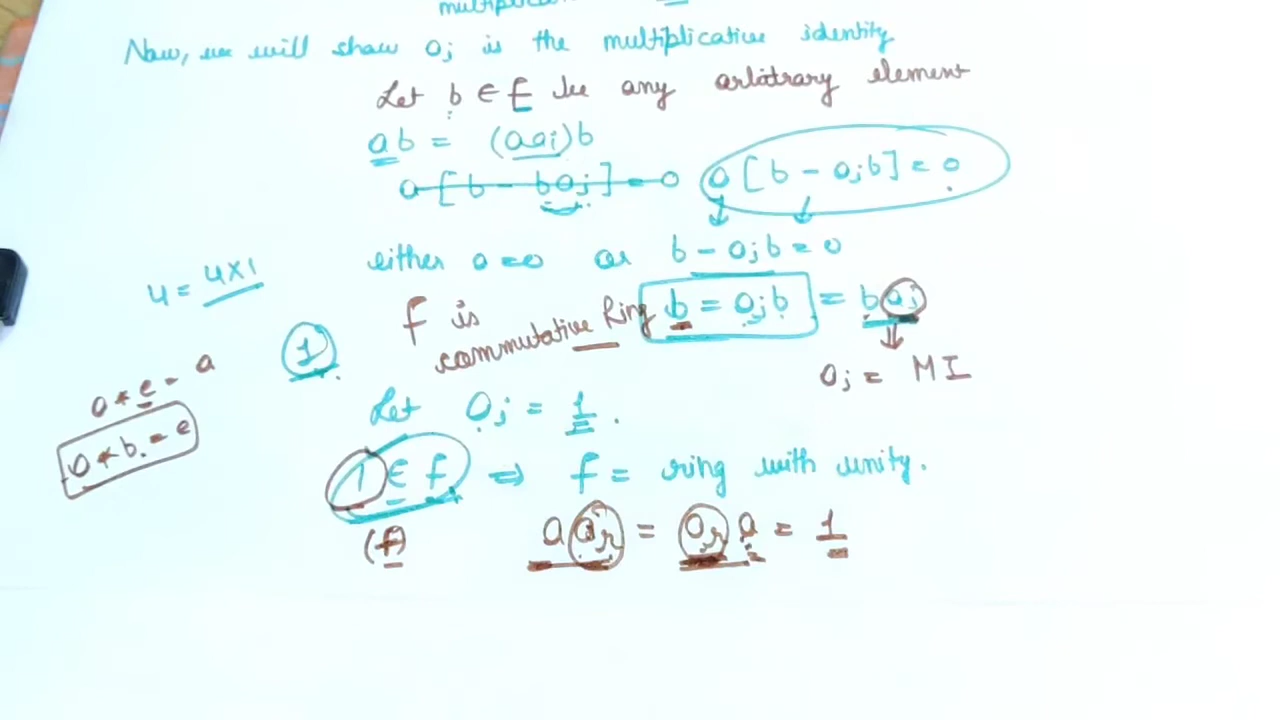 Now, we will show aj is the multiplicative identity
Let b ∈ f be any arbitrary element
ab = (aaj)b
a[b - baj] = 0 a[b - ajb] = 0
either a = 0 or b - ajb = 0
4 = 4×1
f is commutative Ring b = ajb = baj
1
aj = MI
a * e = a
a * b = e
Let aj = 1.
1 ∈ f ⇒ f = ring with unity.
(f) a ar = ar a = 1